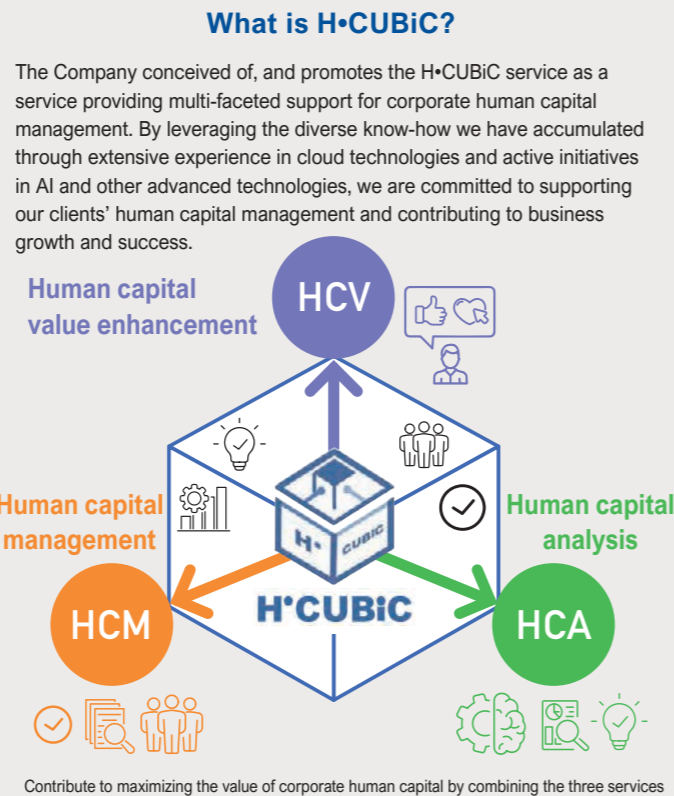 What is H•CUBiC?
The Company conceived of, and promotes the H•CUBiC service as a
service providing multi-faceted support for corporate human capital
management. By leveraging the diverse know-how we have accumulated
through extensive experience in cloud technologies and active initiatives
in AI and other advanced technologies, we are committed to supporting
our clients' human capital management and contributing to business
growth and success.
Human capital
value enhancement
HCV
H•
CUBiC
H•CUBiC
Human capital
management
HCM
Human capital
analysis
HCA
Contribute to maximizing the value of corporate human capital by combining the three services